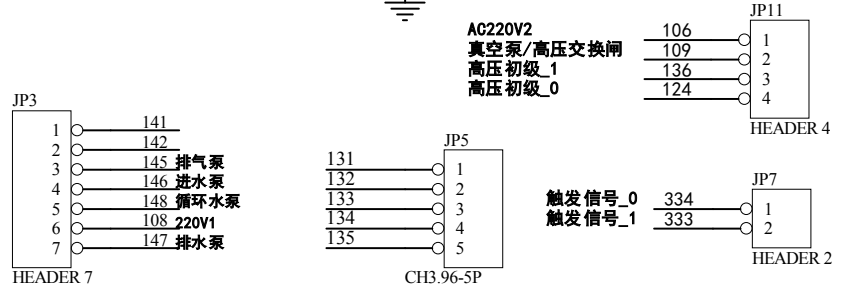 JP11
AC220V2 106 1
真空泵/高压交换闸 109 2
高压初级_1 136 3
高压初级_0 124 4
HEADER 4
JP3
1 141
2 142
3 145 排气泵
4 146 进水泵
5 148 循环水泵
6 108 220V1
7 147 排水泵
HEADER 7
JP5
131 1
132 2
133 3
134 4
135 5
CH3.96-5P
JP7
触发信号_0 334 1
触发信号_1 333 2
HEADER 2